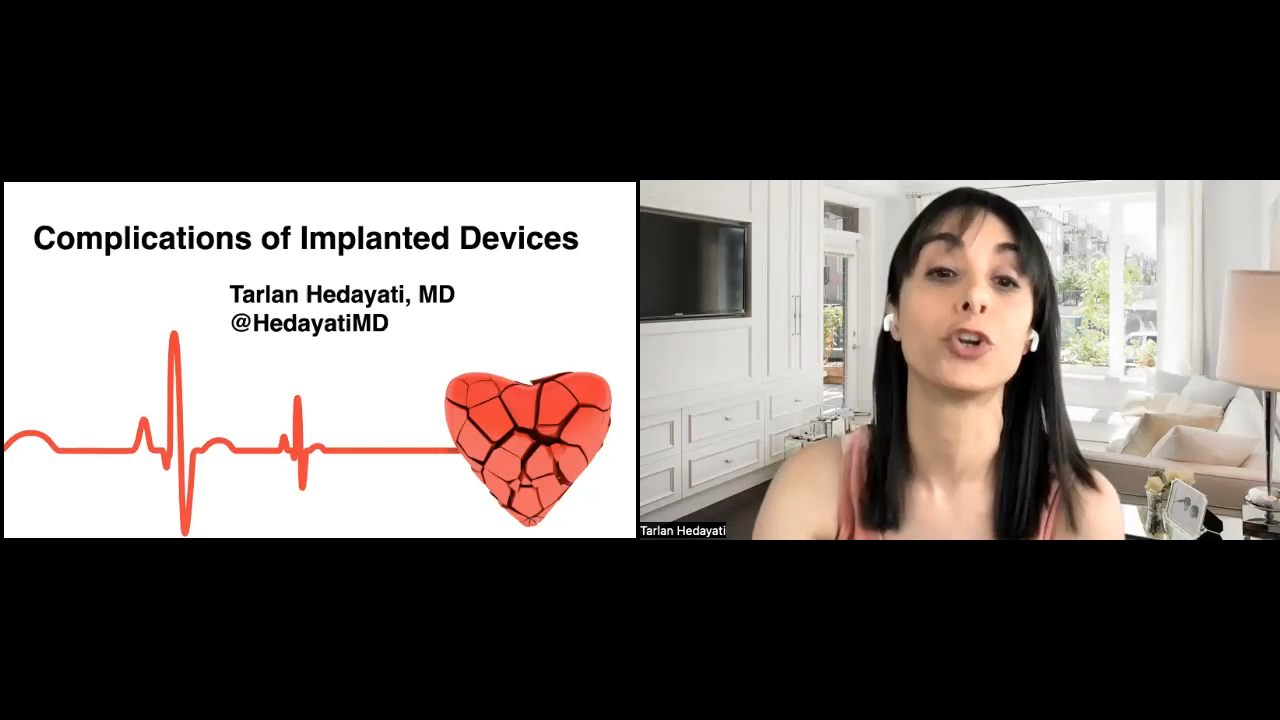 Complications of Implanted Devices
Tarlan Hedayati, MD
@HedayatiMD
Tarlan Hedayati